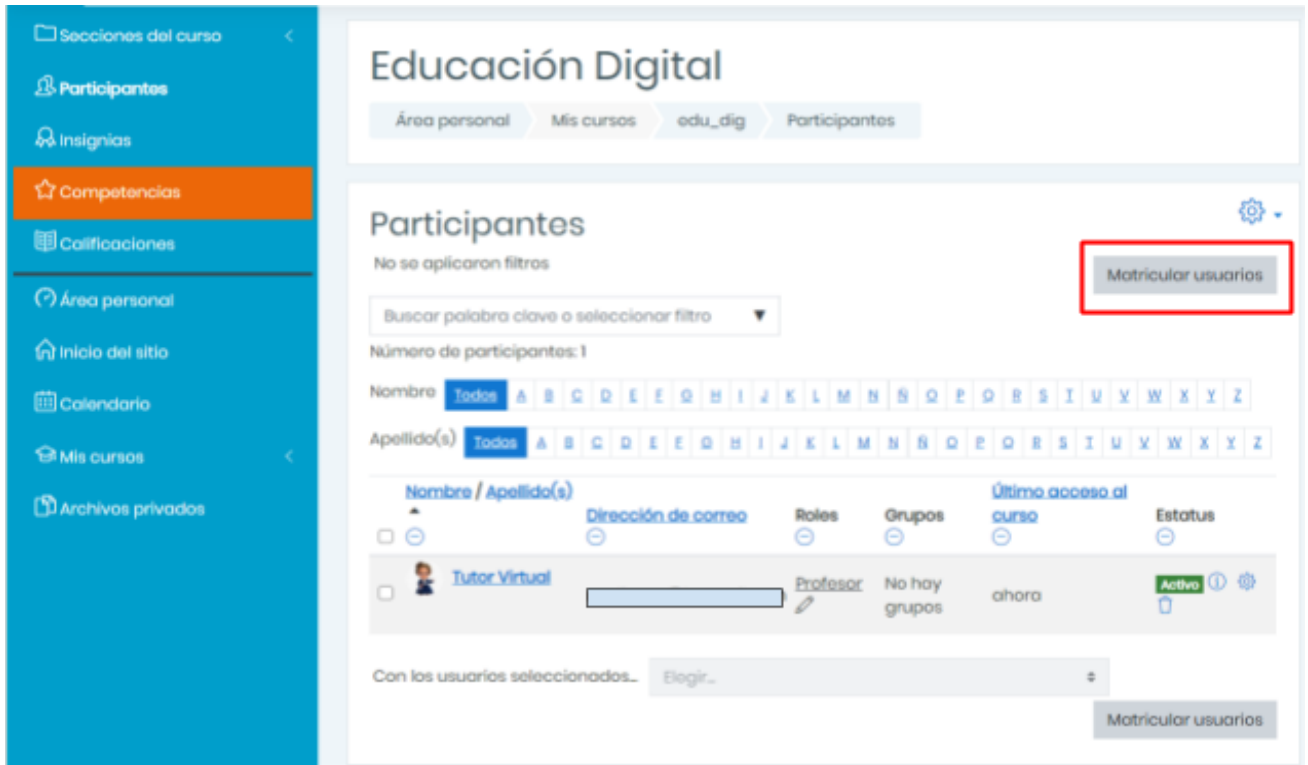 Secciones del curso
Participantes
Insignias
Competencias
Calificaciones
Área personal
Inicio del sitio
Calendario
Mis cursos
Archivos privados
Educación Digital
Área personal Mis cursos edu_dig Participantes
Participantes
No se aplicaron filtros
Matricular usuarios
Buscar palabra clave o seleccionar filtro
Número de participantes: 1
Nombre Todos A B C D E F G H I J K L M N Ñ O P Q R S T U V W X Y Z
Apellido(s) Todos A B C D E F G H I J K L M N Ñ O P Q R S T U V W X Y Z
Nombre / Apellido(s) Dirección de correo Roles Grupos Último acceso al curso Estatus
Tutor Virtual Profesor No hay grupos ahora Activo
Con los usuarios seleccionados... Elegir...
Matricular usuarios